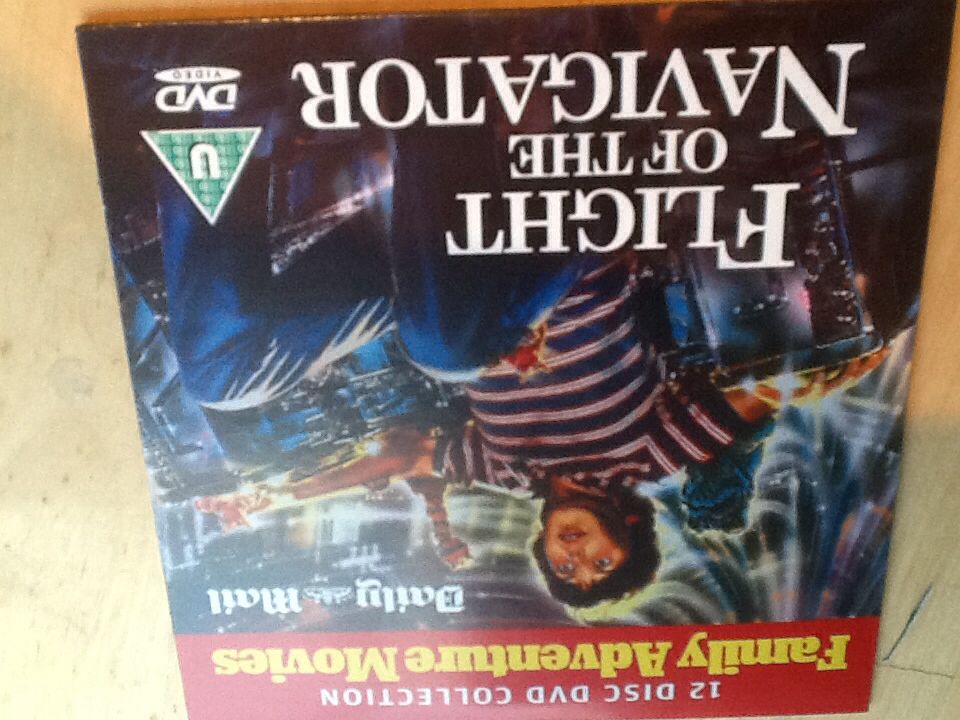 12 DISC DVD COLLECTION
Family Adventure Movies
Daily Mail
FLIGHT
OF THE
NAVIGATOR
U
DVD
VIDEO